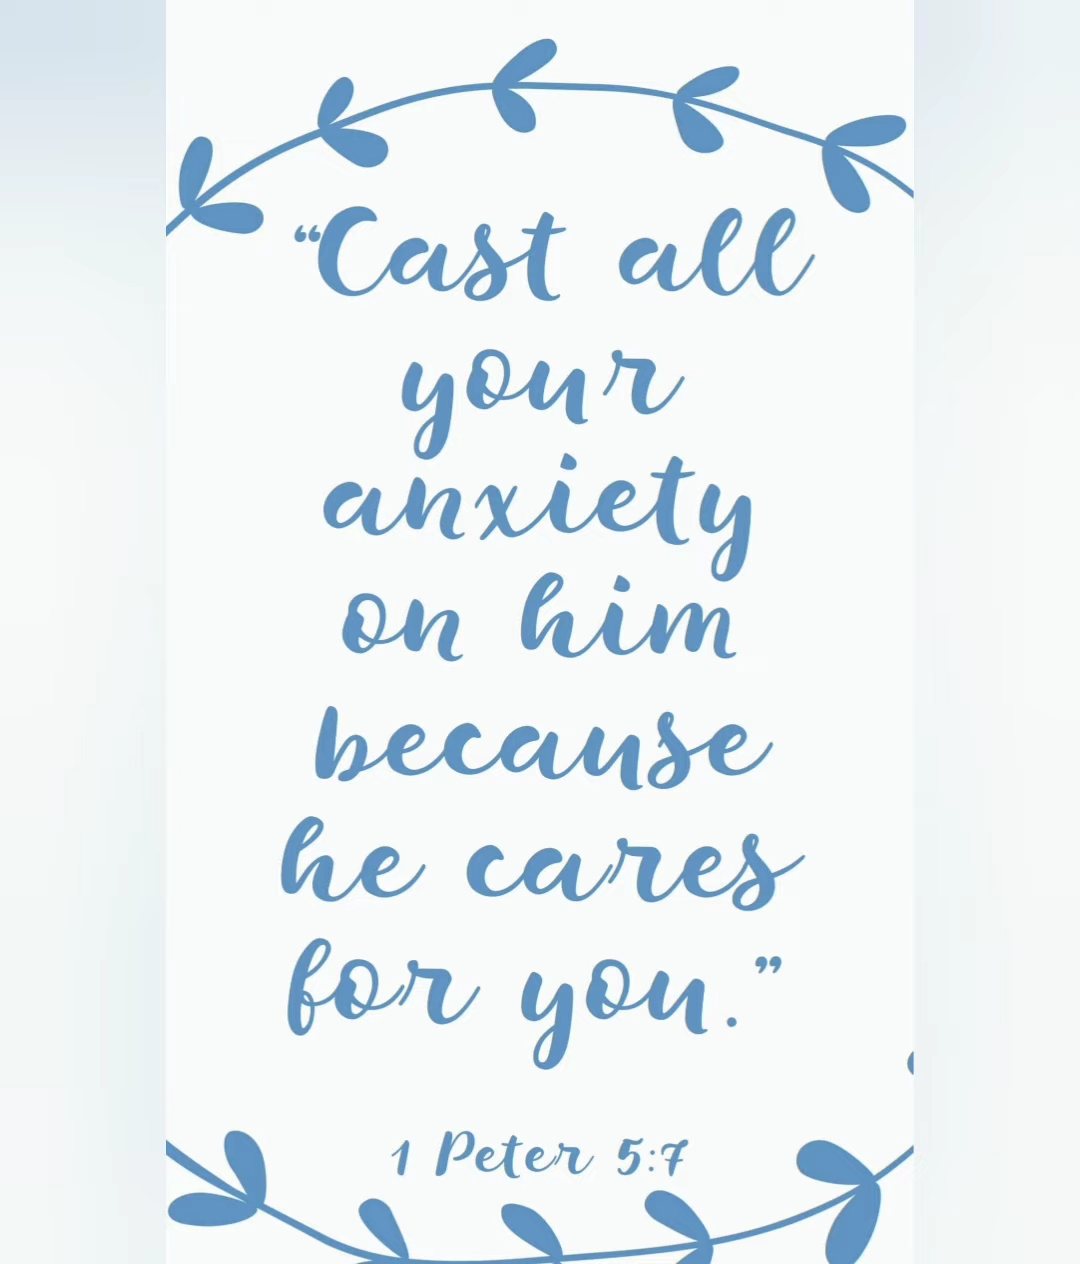 “Cast all
your
anxiety
on him
because
he cares
for you.”
1 Peter 5:7